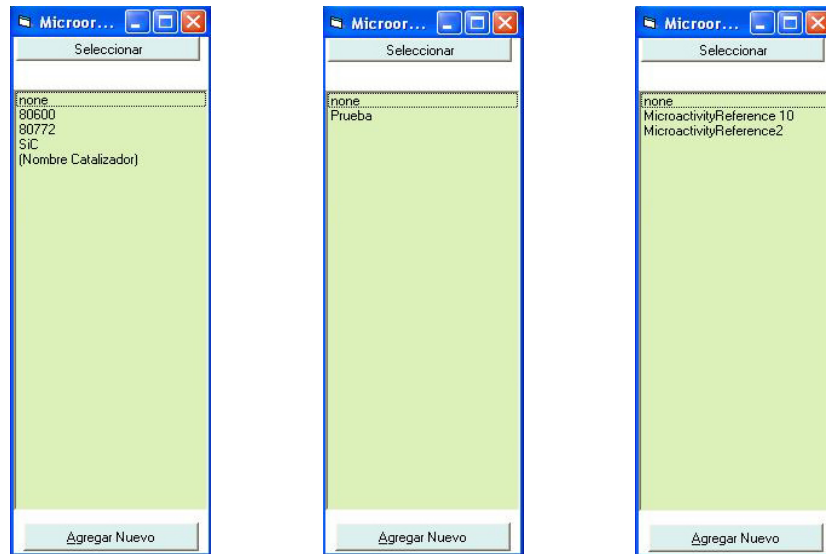 Microor...
Seleccionar
none
80600
80772
SiC
(Nombre Catalizador)
Agregar Nuevo
Microor...
Seleccionar
none
Prueba
Agregar Nuevo
Microor...
Seleccionar
none
MicroactivityReference 10
MicroactivityReference2
Agregar Nuevo